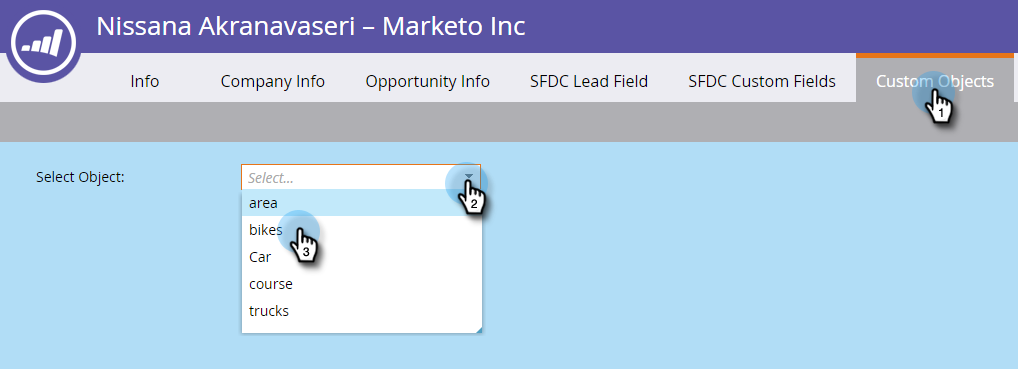 Nissana Akranavaseri – Marketo Inc
Info Company Info Opportunity Info SFDC Lead Field SFDC Custom Fields Custom Objects
1
Select Object: Select...
2
area
bikes
3
Car
course
trucks